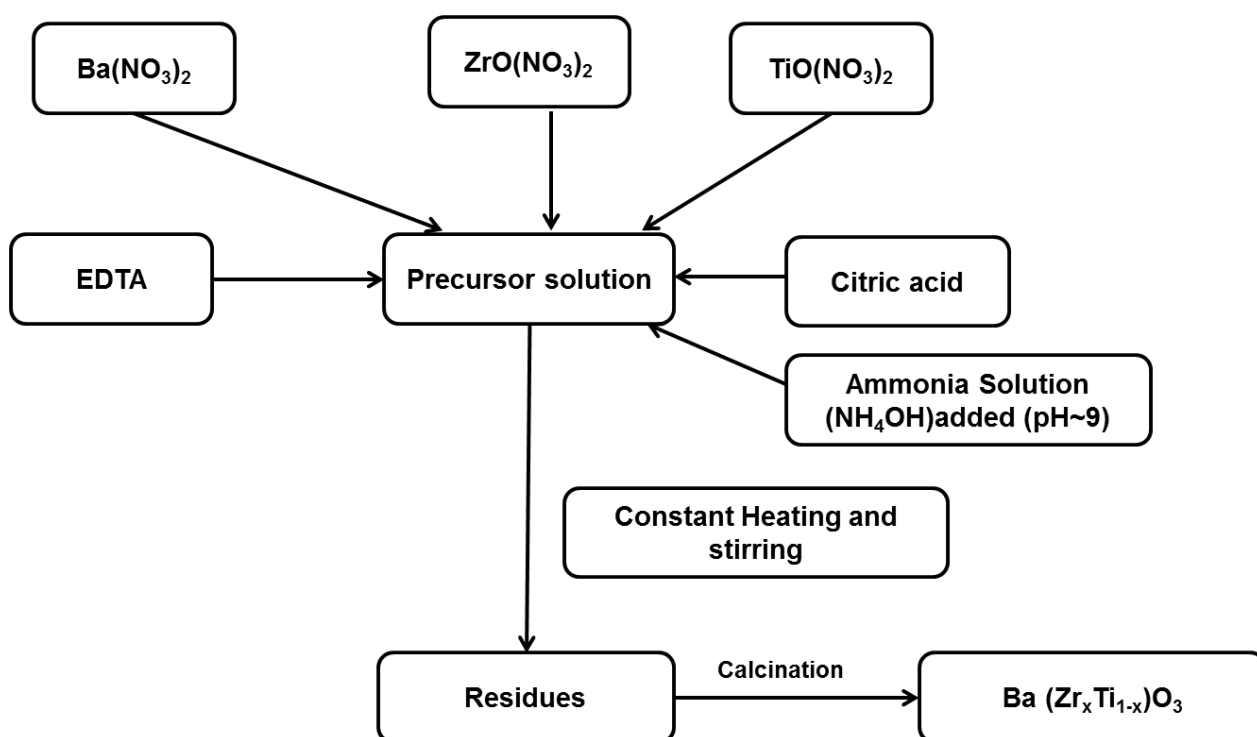 Ba(NO₃)₂
ZrO(NO₃)₂
TiO(NO₃)₂
EDTA
Precursor solution
Citric acid
Ammonia Solution
(NH₄OH)added (pH~9)
Constant Heating and
stirring
Residues
Calcination
Ba (ZrₓTi₁₋ₓ)O₃